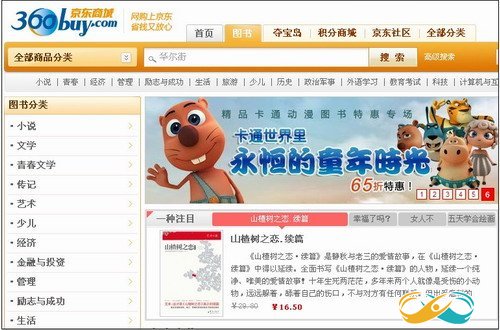 360buy.com
京东商城
网购上京东
省钱又放心
首页 图书 夺宝岛 积分商城 京东社区 全部分类
全部商品分类
华尔街
搜 索
高级搜索
小说 | 青春 | 经济 | 管理 | 励志与成功 | 生活 | 旅游 | 少儿 | 历史 | 政治军事 | 外语学习 | 教育考试 | 科技 | 计算机与互
图书分类
小说
文学
青春文学
传记
艺术
少儿
经济
金融与投资
管理
励志与成功
生活
精品卡通动漫图书特惠专场
卡通世界里
永恒的童年時光
65折特惠!
1 2 3 4 5 6
一种注目
山楂树之恋.续篇
幸福了吗?
女人不
五天学会绘画
山楂树之恋.续篇
《山楂树之恋·续篇》是静秋与老三的爱情故事，在《山楂树之恋·
续篇》中得以延续。全面书写《山楂树之恋》的人物，延续一个纯
净、唯美的爱情故事！十年生死两茫茫，多年来两个人就像是受伤的小动
物，远远躲着，舔着自己的伤口，不与对方有任何
¥29.80
¥16.50